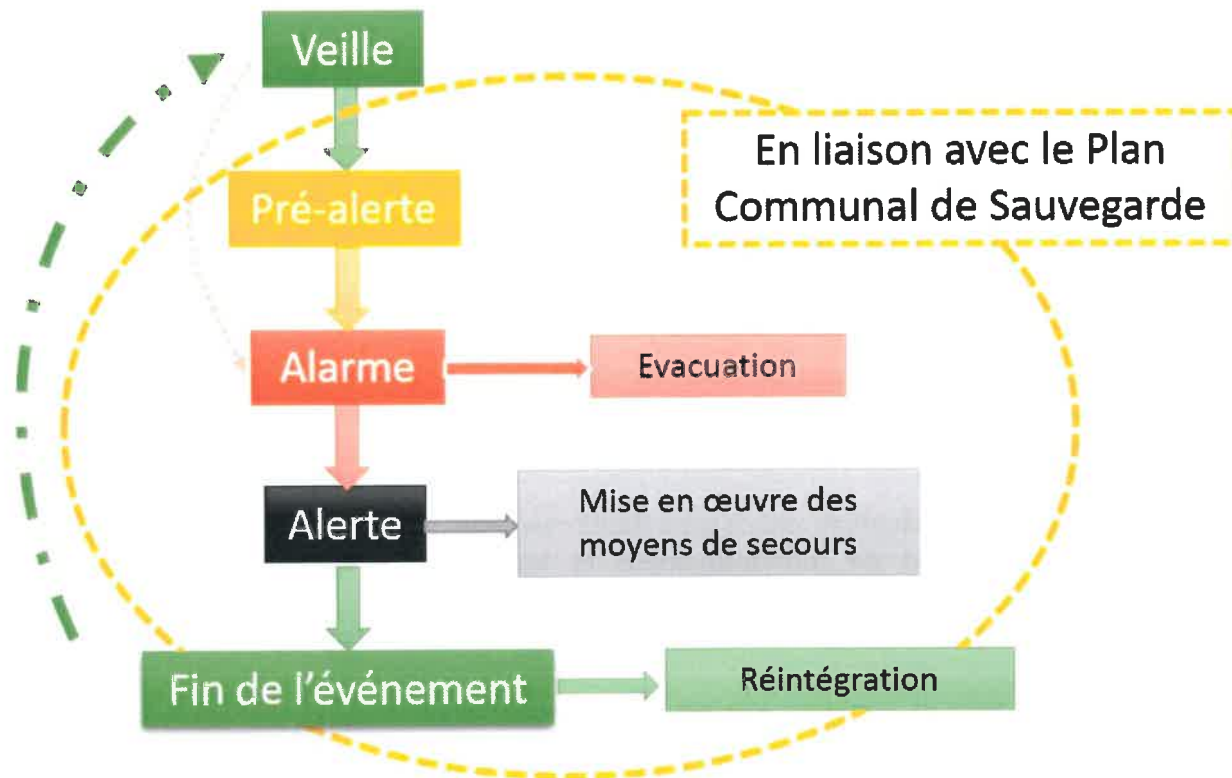 Veille
En liaison avec le Plan
Communal de Sauvegarde
Pré-alerte
Alarme
Evacuation
Alerte
Mise en œuvre des
moyens de secours
Fin de l'événement
Réintégration